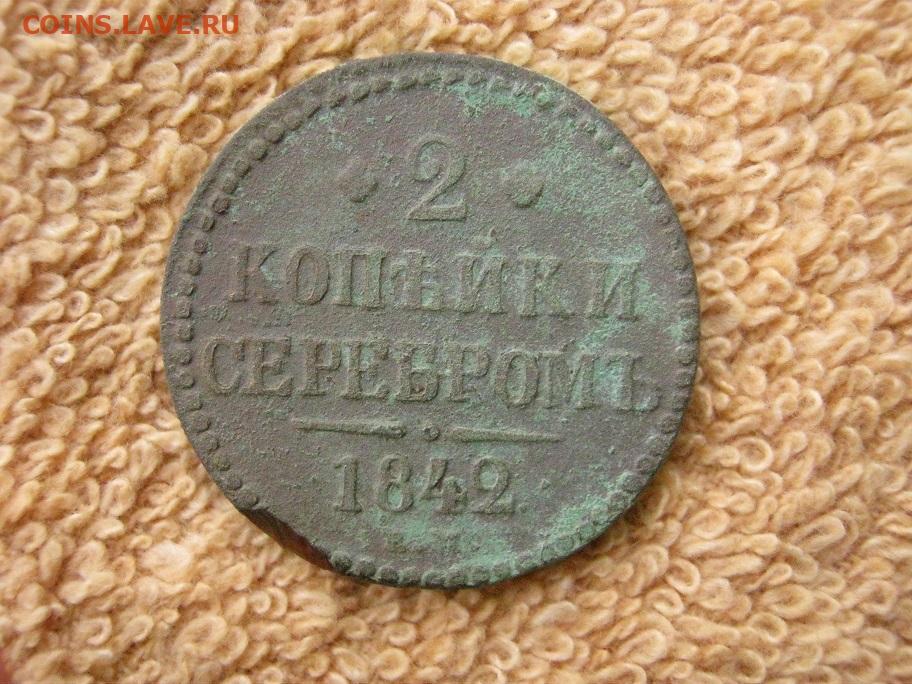 COINS.LAVE.RU
2
КОПѢЙКИ
СЕРЕБРОМЪ
1842.
Е.М.